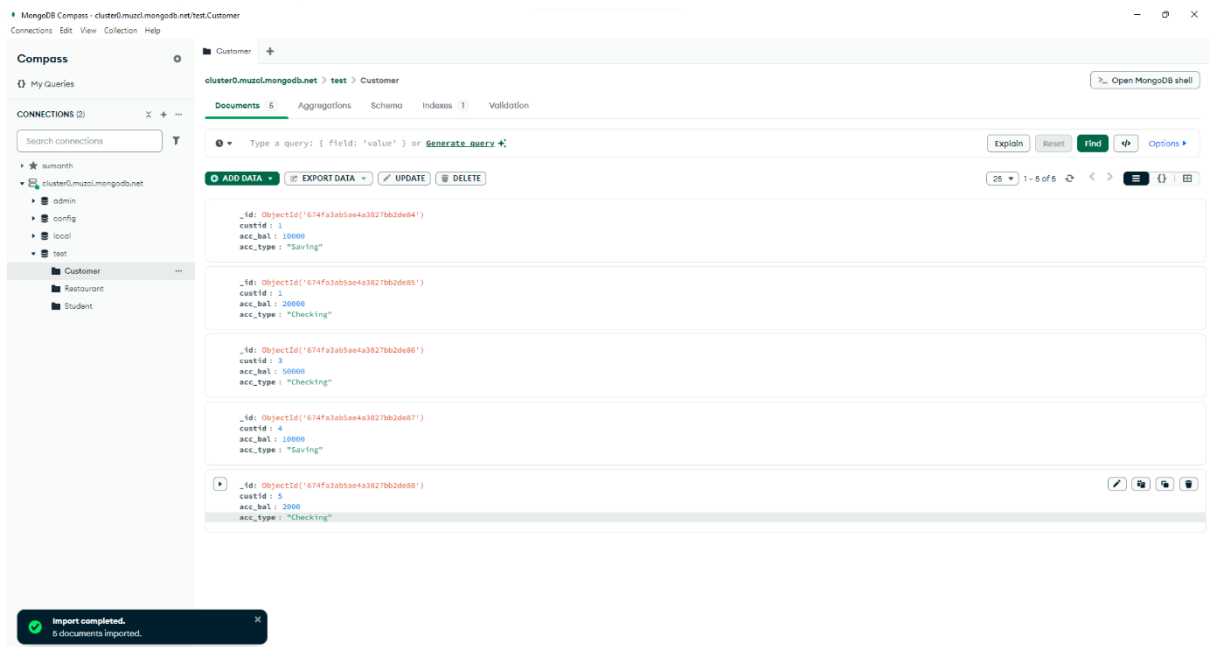 MongoDB Compass - cluster0.muzcl.mongodb.net/test.Customer
Connections Edit View Collection Help
Compass
{} My Queries
CONNECTIONS (2)
Search connections
sumanth
cluster0.muzcl.mongodb.net
admin
config
local
test
Customer
Restaurant
Student
Customer
cluster0.muzcl.mongodb.net > test > Customer
>_ Open MongoDB shell
Documents 5 Aggregations Schema Indexes 1 Validation
Type a query: { field: 'value' } or Generate query
Explain Reset Find </> Options
ADD DATA EXPORT DATA UPDATE DELETE
25 1 - 5 of 5
_id: ObjectId('674fa3ab5ae4a3827bb2de84')
custid : 1
acc_bal : 10000
acc_type : "Saving"
_id: ObjectId('674fa3ab5ae4a3827bb2de85')
custid : 1
acc_bal : 20000
acc_type : "Checking"
_id: ObjectId('674fa3ab5ae4a3827bb2de86')
custid : 3
acc_bal : 50000
acc_type : "Checking"
_id: ObjectId('674fa3ab5ae4a3827bb2de87')
custid : 4
acc_bal : 10000
acc_type : "Saving"
_id: ObjectId('674fa3ab5ae4a3827bb2de88')
custid : 5
acc_bal : 2000
acc_type : "Checking"
Import completed.
5 documents imported.